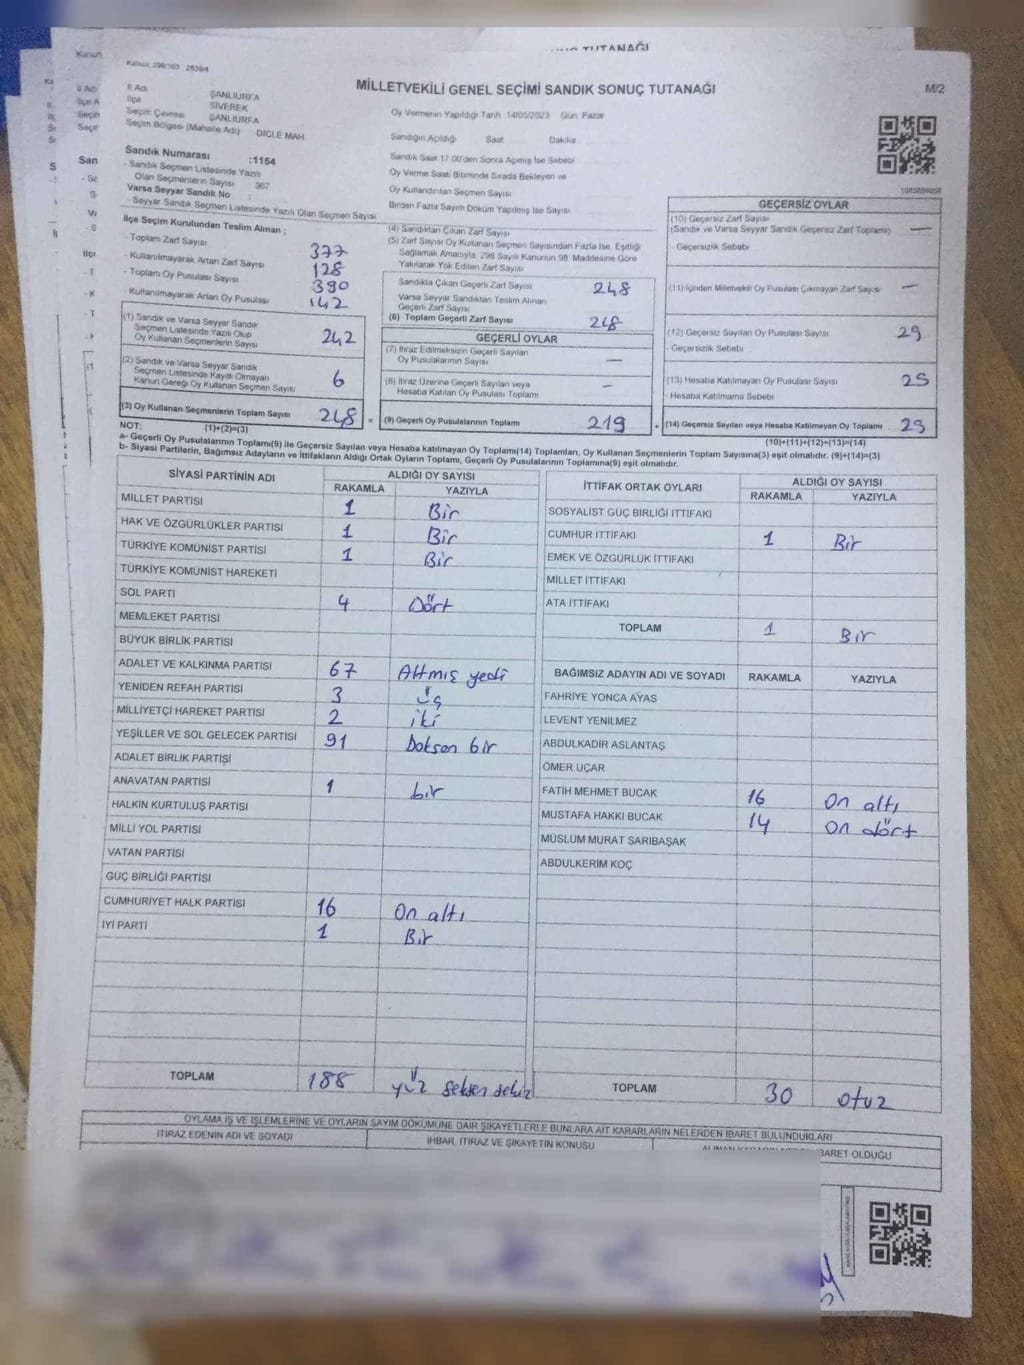 TUTANAĞI
Kanun: 298/105 2839/4
MİLLETVEKİLİ GENEL SEÇİMİ SANDIK SONUÇ TUTANAĞI
M/2
İl Adı ŞANLIURFA
İlçe SİVEREK
Seçim Çevresi ŞANLIURFA
Seçim Bölgesi (Mahalle Adı) DİCLE MAH.
Oy Vermenin Yapıldığı Tarih 14/05/2023 Gün Pazar
Sandığın Açıldığı Saat Dakika
Sandık Saat 17.00'den Sonra Açılmış İse Sebebi
Oy Verme Saati Bitiminde Sırada Bekleyen ve
Oy Kullandırılan Seçmen Sayısı
Birden Fazla Sayım Döküm Yapılmış İse Sayısı
Sandık Numarası :1154
- Sandık Seçmen Listesinde Yazılı
Olan Seçmenlerin Sayısı : 367
Varsa Seyyar Sandık No :
- Seyyar Sandık Seçmen Listesinde Yazılı Olan Seçmen Sayısı
İlçe Seçim Kurulundan Teslim Alınan ;
- Toplam Zarf Sayısı 377
- Kullanılmayarak Artan Zarf Sayısı 128
- Toplam Oy Pusulası Sayısı 390
- Kullanılmayarak Artan Oy Pusulası 142
(1) Sandık ve Varsa Seyyar Sandık
Seçmen Listesinde Yazılı Olup
Oy Kullanan Seçmenlerin Sayısı 242
(2) Sandık ve Varsa Seyyar Sandık
Seçmen Listesinde Kayıtlı Olmayan
Kanun Gereği Oy Kullanan Seçmen Sayısı 6
(3) Oy Kullanan Seçmenlerin Toplam Sayısı 248 =
(4) Sandıktan Çıkan Zarf Sayısı
(5) Zarf Sayısı Oy Kullanan Seçmen Sayısından Fazla İse, Eşitliği
Sağlamak Amacıyla, 298 Sayılı Kanunun 98. Maddesine Göre
Yakılarak Yok Edilen Zarf Sayısı
Sandıkta Çıkan Geçerli Zarf Sayısı 248
Varsa Seyyar Sandıktan Teslim Alınan
Geçerli Zarf Sayısı
(6) Toplam Geçerli Zarf Sayısı 248
GEÇERLİ OYLAR
(7) İtiraz Edilmeksizin Geçerli Sayılan
Oy Pusulalarının Sayısı —
(8) İtiraz Üzerine Geçerli Sayılan veya
Hesaba Katılan Oy Pusulası Toplamı —
(9) Geçerli Oy Pusulalarının Toplamı 219 +
GEÇERSİZ OYLAR
(10) Geçersiz Zarf Sayısı
(Sandık ve Varsa Seyyar Sandık Geçersiz Zarf Toplamı) —
- Geçersizlik Sebebi
(11) İçinden Milletvekili Oy Pusulası Çıkmayan Zarf Sayısı —
(12) Geçersiz Sayılan Oy Pusulası Sayısı 29
- Geçersizlik Sebebi
(13) Hesaba Katılmayan Oy Pusulası Sayısı
- Hesaba Katılmama Sebebi
(14) Geçersiz Sayılan veya Hesaba Katılmayan Oy Toplamı 29
NOT: (1)+(2)=(3)
(10)+(11)+(12)+(13)=(14)
a- Geçerli Oy Pusulalarının Toplamı(9) ile Geçersiz Sayılan veya Hesaba katılmayan Oy Toplamı(14) Toplamları, Oy Kullanan Seçmenlerin Toplam Sayısına(3) eşit olmalıdır. (9)+(14)=(3)
b- Siyasi Partilerin, Bağımsız Adayların ve İttifakların Aldığı Ortak Oyların Toplamı, Geçerli Oy Pusulalarının Toplamına(9) eşit olmalıdır.
SİYASİ PARTİNİN ADI ALDIĞI OY SAYISI
RAKAMLA YAZIYLA
MİLLET PARTİSİ 1 Bir
HAK VE ÖZGÜRLÜKLER PARTİSİ 1 Bir
TÜRKİYE KOMÜNİST PARTİSİ 1 Bir
TÜRKİYE KOMÜNİST HAREKETİ
SOL PARTİ 4 Dört
MEMLEKET PARTİSİ
BÜYÜK BİRLİK PARTİSİ
ADALET VE KALKINMA PARTİSİ 67 Altmış yedi
YENİDEN REFAH PARTİSİ 3 üç
MİLLİYETÇİ HAREKET PARTİSİ 2 iki
YEŞİLLER VE SOL GELECEK PARTİSİ 91 Doksan bir
ADALET BİRLİK PARTİSİ
ANAVATAN PARTİSİ 1 bir
HALKIN KURTULUŞ PARTİSİ
MİLLİ YOL PARTİSİ
VATAN PARTİSİ
GÜÇ BİRLİĞİ PARTİSİ
CUMHURİYET HALK PARTİSİ 16 On altı
İYİ PARTİ 1 Bir
TOPLAM 188 yüz seksen sekiz
İTTİFAK ORTAK OYLARI ALDIĞI OY SAYISI
RAKAMLA YAZIYLA
SOSYALİST GÜÇ BİRLİĞİ İTTİFAKI
CUMHUR İTTİFAKI 1 Bir
EMEK VE ÖZGÜRLÜK İTTİFAKI
MİLLET İTTİFAKI
ATA İTTİFAKI
TOPLAM 1 Bir
BAĞIMSIZ ADAYIN ADI VE SOYADI RAKAMLA YAZIYLA
FAHRİYE YONCA AYAS
LEVENT YENİLMEZ
ABDULKADİR ASLANTAŞ
ÖMER UÇAR
FATİH MEHMET BUCAK 16 On altı
MUSTAFA HAKKI BUCAK 14 On dört
MÜSLÜM MURAT SARIBAŞAK
ABDULKERİM KOÇ
TOPLAM 30 otuz
OYLAMA İŞ VE İŞLEMLERİNE VE OYLARIN SAYIM DÖKÜMÜNE DAİR ŞİKAYETLERLE BUNLARA AİT KARARLARIN NELERDEN İBARET BULUNDUKLARI
İTİRAZ EDENİN ADI VE SOYADI İHBAR, İTİRAZ VE ŞİKAYETİN KONUSU İBARET OLDUĞU